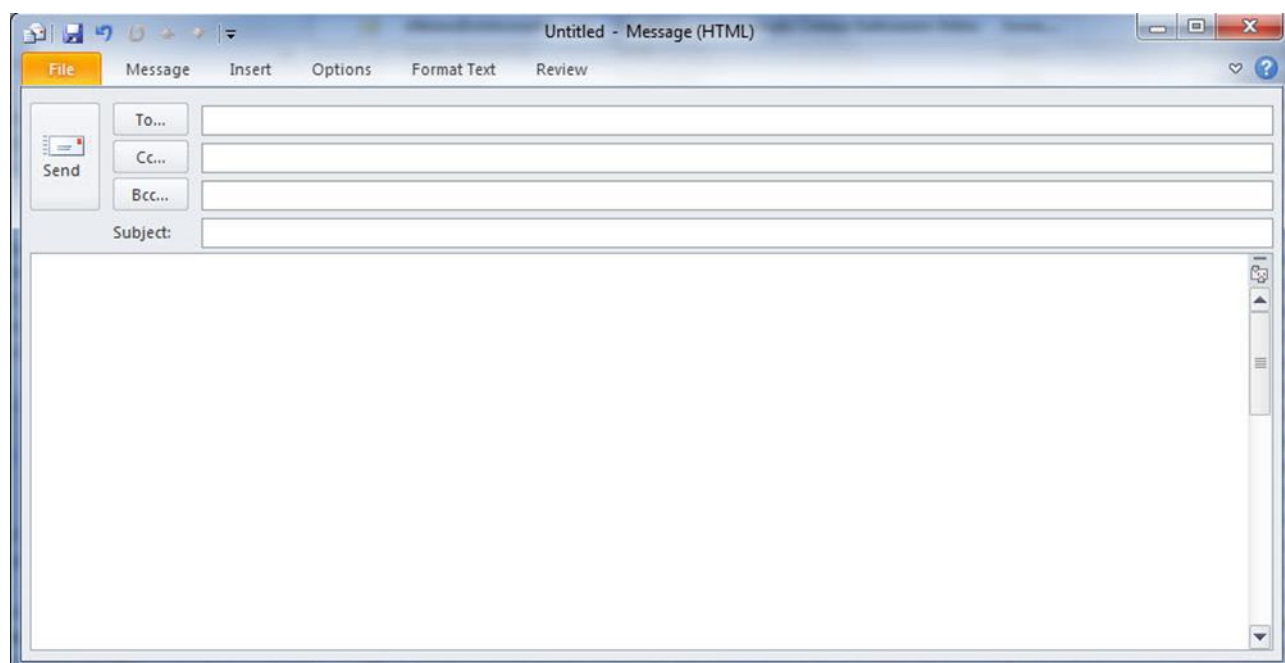 Untitled - Message (HTML)
File Message Insert Options Format Text Review
To...
Cc...
Send
Bcc...
Subject: